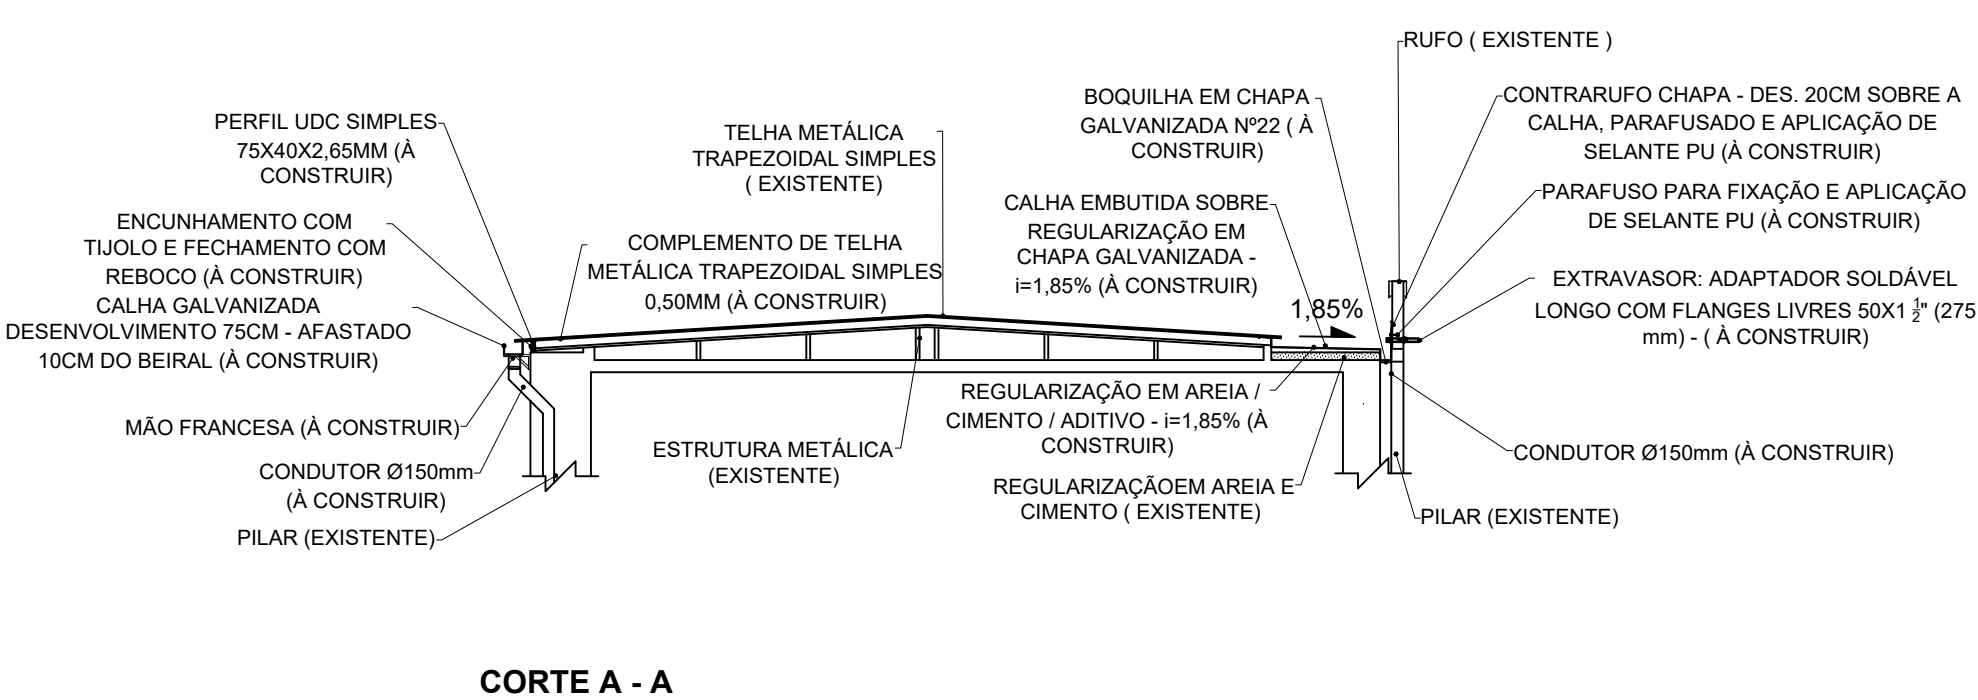 RUFO ( EXISTENTE )
BOQUILHA EM CHAPA
GALVANIZADA Nº22 ( À
CONSTRUIR)
CONTRARUFO CHAPA - DES. 20CM SOBRE A
CALHA, PARAFUSADO E APLICAÇÃO DE
SELANTE PU (À CONSTRUIR)
PERFIL UDC SIMPLES
75X40X2,65MM (À
CONSTRUIR)
TELHA METÁLICA
TRAPEZOIDAL SIMPLES
( EXISTENTE)
PARAFUSO PARA FIXAÇÃO E APLICAÇÃO
DE SELANTE PU (À CONSTRUIR)
CALHA EMBUTIDA SOBRE
REGULARIZAÇÃO EM
CHAPA GALVANIZADA -
i=1,85% (À CONSTRUIR)
ENCUNHAMENTO COM
TIJOLO E FECHAMENTO COM
REBOCO (À CONSTRUIR)
COMPLEMENTO DE TELHA
METÁLICA TRAPEZOIDAL SIMPLES
0,50MM (À CONSTRUIR)
EXTRAVASOR: ADAPTADOR SOLDÁVEL
LONGO COM FLANGES LIVRES 50X1 1/2" (275
mm) - ( À CONSTRUIR)
CALHA GALVANIZADA
DESENVOLVIMENTO 75CM - AFASTADO
10CM DO BEIRAL (À CONSTRUIR)
1,85%
REGULARIZAÇÃO EM AREIA /
CIMENTO / ADITIVO - i=1,85% (À
CONSTRUIR)
MÃO FRANCESA (À CONSTRUIR)
ESTRUTURA METÁLICA
(EXISTENTE)
CONDUTOR Ø150mm (À CONSTRUIR)
CONDUTOR Ø150mm
(À CONSTRUIR)
REGULARIZAÇÃOEM AREIA E
CIMENTO ( EXISTENTE)
PILAR (EXISTENTE)
PILAR (EXISTENTE)
CORTE A - A